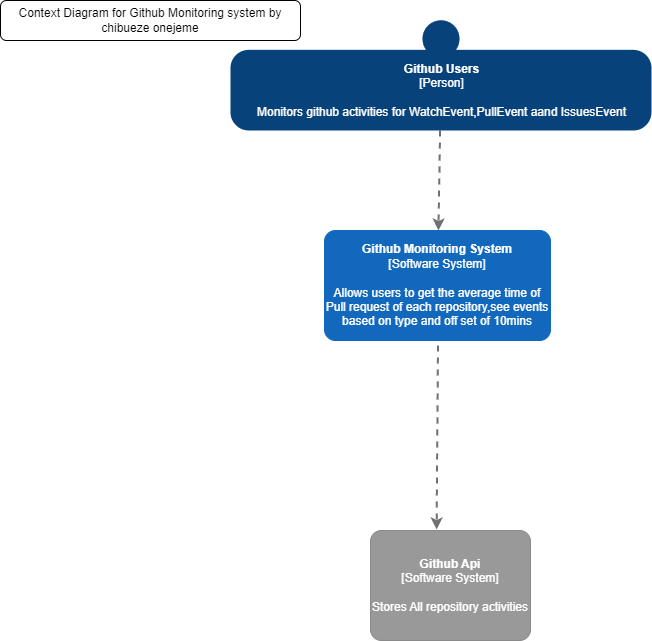 Context Diagram for Github Monitoring system by
chibueze onejeme
Github Users
[Person]
Monitors github activities for WatchEvent,PullEvent aand IssuesEvent
Github Monitoring System
[Software System]
Allows users to get the average time of
Pull request of each repository,see events
based on type and off set of 10mins
Github Api
[Software System]
Stores All repository activities